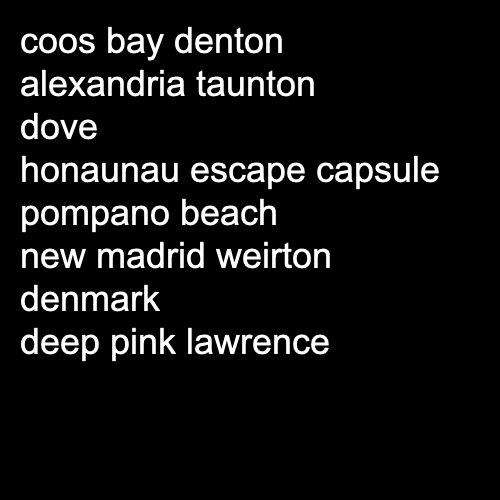 coos bay denton
alexandria taunton
dove
honaunau escape capsule
pompano beach
new madrid weirton
denmark
deep pink lawrence